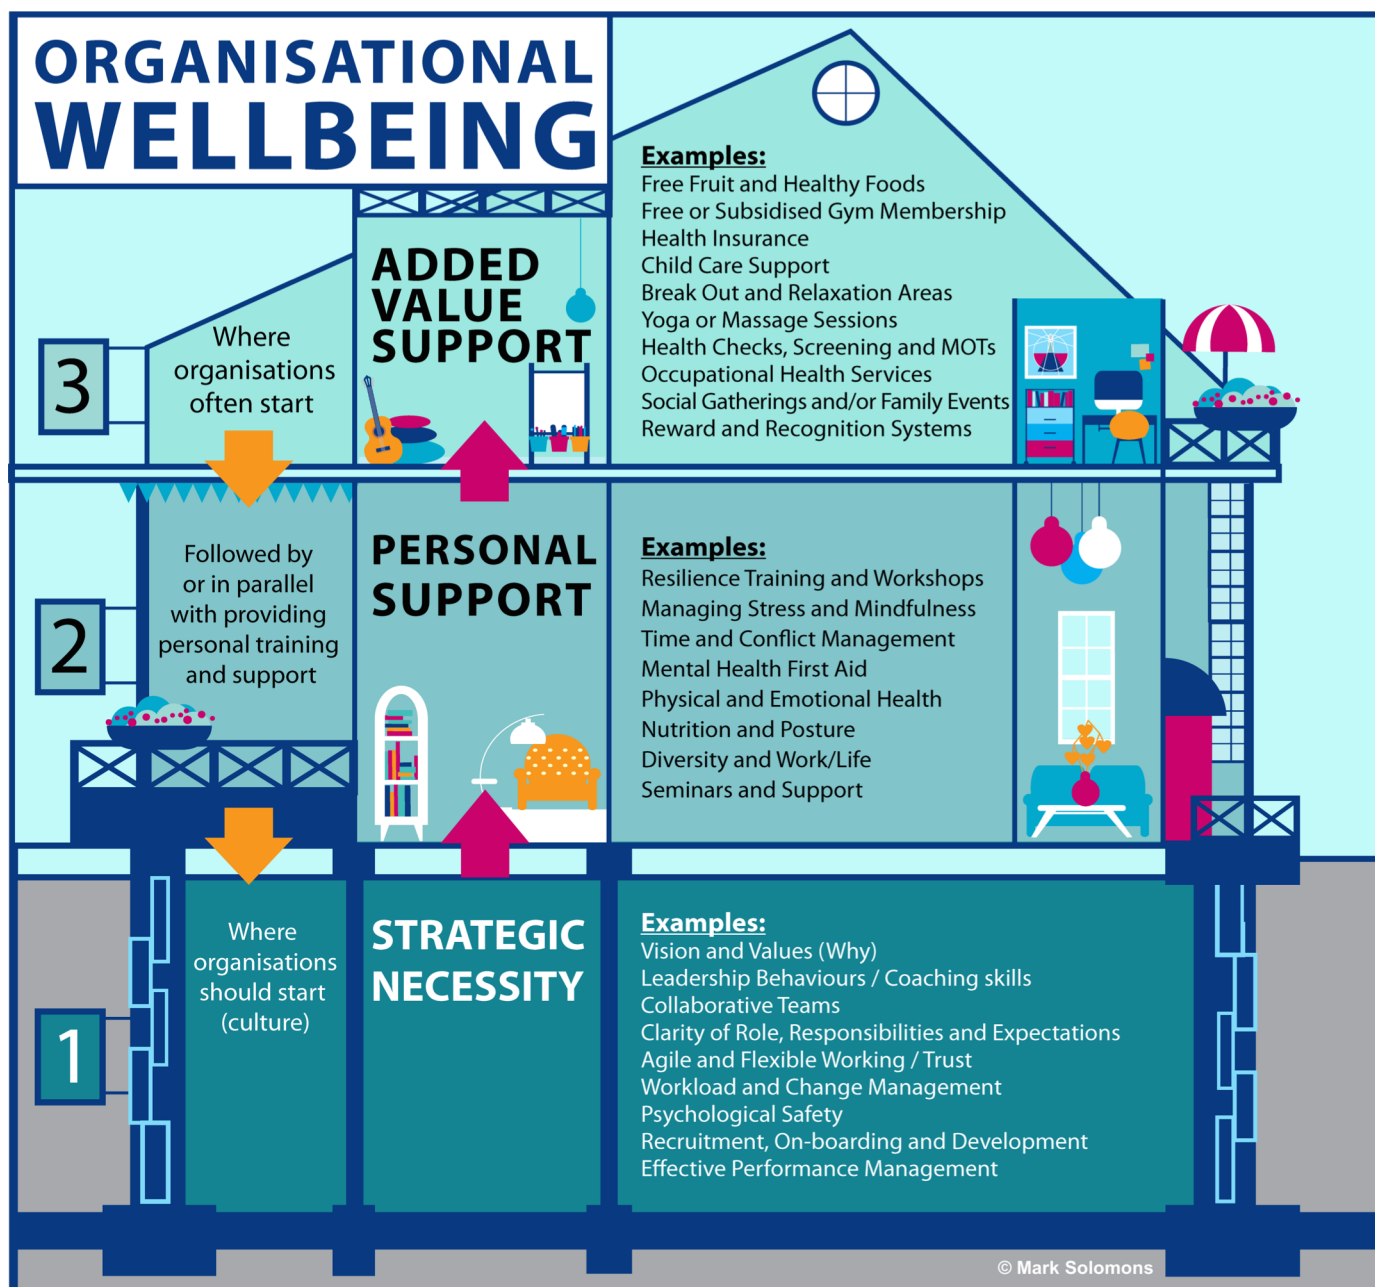 ORGANISATIONAL
WELLBEING
3
Where
organisations
often start
ADDED
VALUE
SUPPORT
Examples:
Free Fruit and Healthy Foods
Free or Subsidised Gym Membership
Health Insurance
Child Care Support
Break Out and Relaxation Areas
Yoga or Massage Sessions
Health Checks, Screening and MOTs
Occupational Health Services
Social Gatherings and/or Family Events
Reward and Recognition Systems
2
Followed by
or in parallel
with providing
personal training
and support
PERSONAL
SUPPORT
Examples:
Resilience Training and Workshops
Managing Stress and Mindfulness
Time and Conflict Management
Mental Health First Aid
Physical and Emotional Health
Nutrition and Posture
Diversity and Work/Life
Seminars and Support
1
Where
organisations
should start
(culture)
STRATEGIC
NECESSITY
Examples:
Vision and Values (Why)
Leadership Behaviours / Coaching skills
Collaborative Teams
Clarity of Role, Responsibilities and Expectations
Agile and Flexible Working / Trust
Workload and Change Management
Psychological Safety
Recruitment, On-boarding and Development
Effective Performance Management
© Mark Solomons